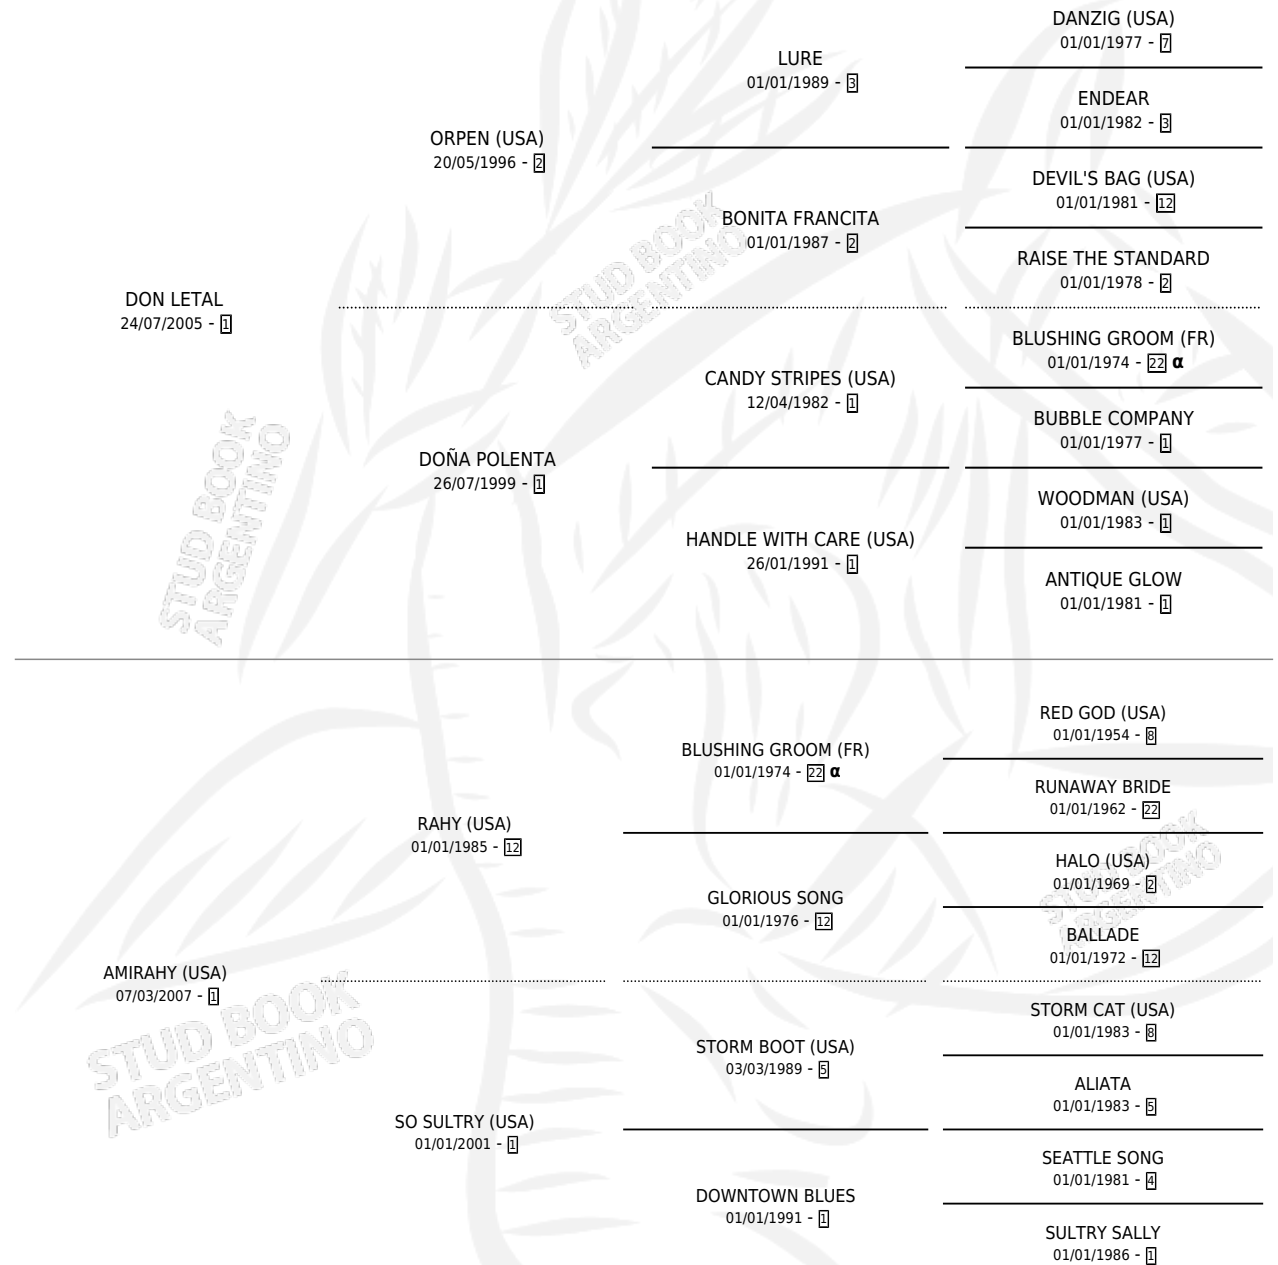 DANZIG (USA)
01/01/1977 - 7
LURE
01/01/1989 - 3
ENDEAR
01/01/1982 - 3
ORPEN (USA)
20/05/1996 - 2
DEVIL'S BAG (USA)
01/01/1981 - 12
BONITA FRANCITA
01/01/1987 - 2
RAISE THE STANDARD
01/01/1978 - 2
DON LETAL
24/07/2005 - 1
BLUSHING GROOM (FR)
01/01/1974 - 22 α
CANDY STRIPES (USA)
12/04/1982 - 1
BUBBLE COMPANY
01/01/1977 - 1
DOÑA POLENTA
26/07/1999 - 1
WOODMAN (USA)
01/01/1983 - 1
HANDLE WITH CARE (USA)
26/01/1991 - 1
ANTIQUE GLOW
01/01/1981 - 1
RED GOD (USA)
01/01/1954 - 8
BLUSHING GROOM (FR)
01/01/1974 - 22 α
RUNAWAY BRIDE
01/01/1962 - 22
RAHY (USA)
01/01/1985 - 12
HALO (USA)
01/01/1969 - 2
GLORIOUS SONG
01/01/1976 - 12
BALLADE
01/01/1972 - 12
AMIRAHY (USA)
07/03/2007 - 1
STORM CAT (USA)
01/01/1983 - 8
STORM BOOT (USA)
03/03/1989 - 5
ALIATA
01/01/1983 - 5
SO SULTRY (USA)
01/01/2001 - 1
SEATTLE SONG
01/01/1981 - 4
DOWNTOWN BLUES
01/01/1991 - 1
SULTRY SALLY
01/01/1986 - 1
STUD BOOK
ARGENTINO
STUD BOOK
ARGENTINO
STUD BOOK
ARGENTINO
STUD BOOK
ARGENTINO